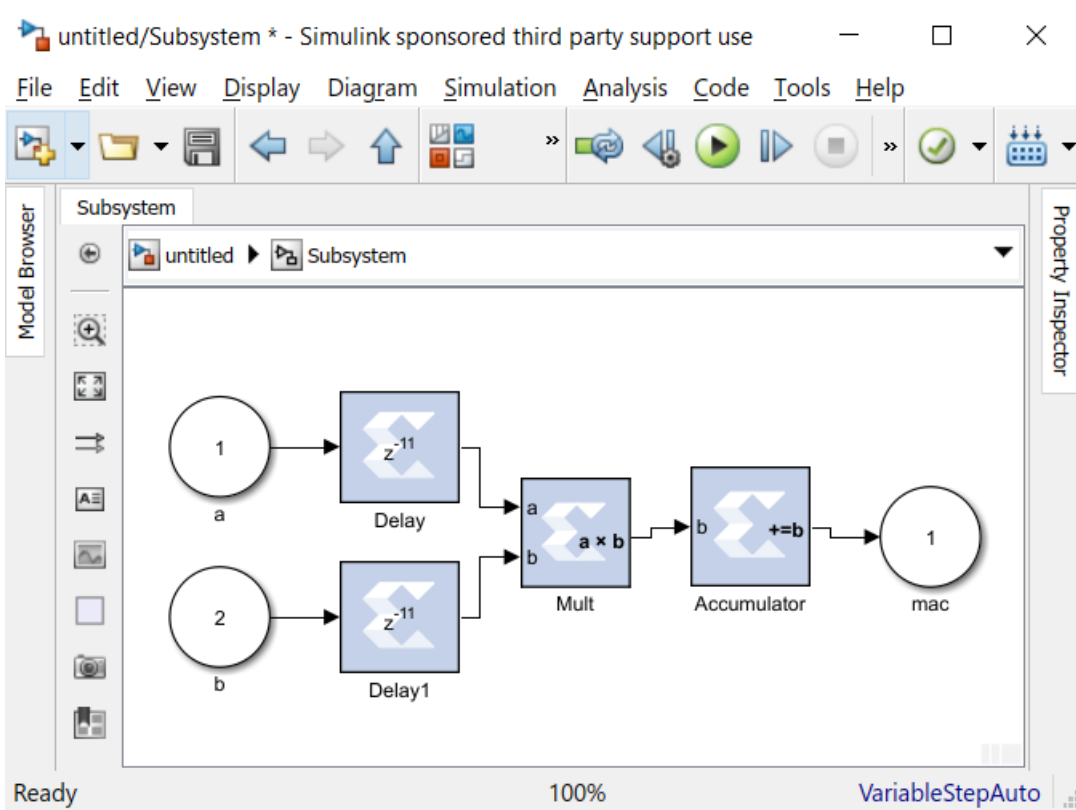 untitled/Subsystem * - Simulink sponsored third party support use
File Edit View Display Diagram Simulation Analysis Code Tools Help
» »
Model Browser
Subsystem
untitled Subsystem
Property Inspector
A
1
a
z-11
Delay
a
b
a × b
Mult
b
+=b
Accumulator
1
mac
2
b
z-11
Delay1
Ready 100% VariableStepAuto